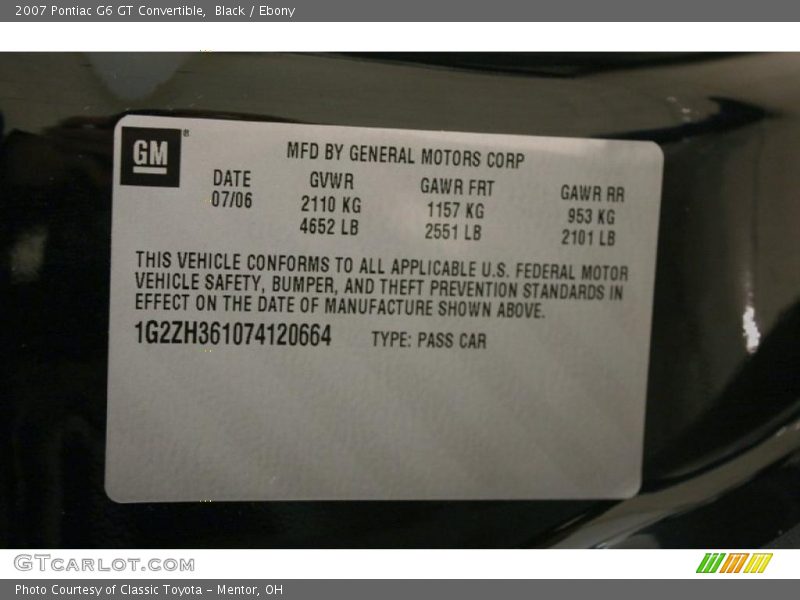 2007 Pontiac G6 GT Convertible, Black / Ebony
GM®
MFD BY GENERAL MOTORS CORP
DATE GVWR GAWR FRT GAWR RR
07/06 2110 KG 1157 KG 953 KG
4652 LB 2551 LB 2101 LB
THIS VEHICLE CONFORMS TO ALL APPLICABLE U.S. FEDERAL MOTOR
VEHICLE SAFETY, BUMPER, AND THEFT PREVENTION STANDARDS IN
EFFECT ON THE DATE OF MANUFACTURE SHOWN ABOVE.
1G2ZH361074120664 TYPE: PASS CAR
GTCARLOT.COM
Photo Courtesy of Classic Toyota - Mentor, OH